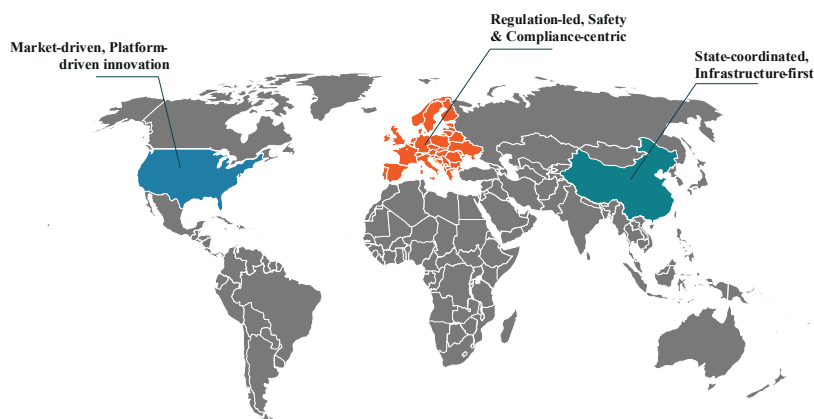 Market-driven, Platform-
driven innovation
Regulation-led, Safety
& Compliance-centric
State-coordinated,
Infrastructure-first